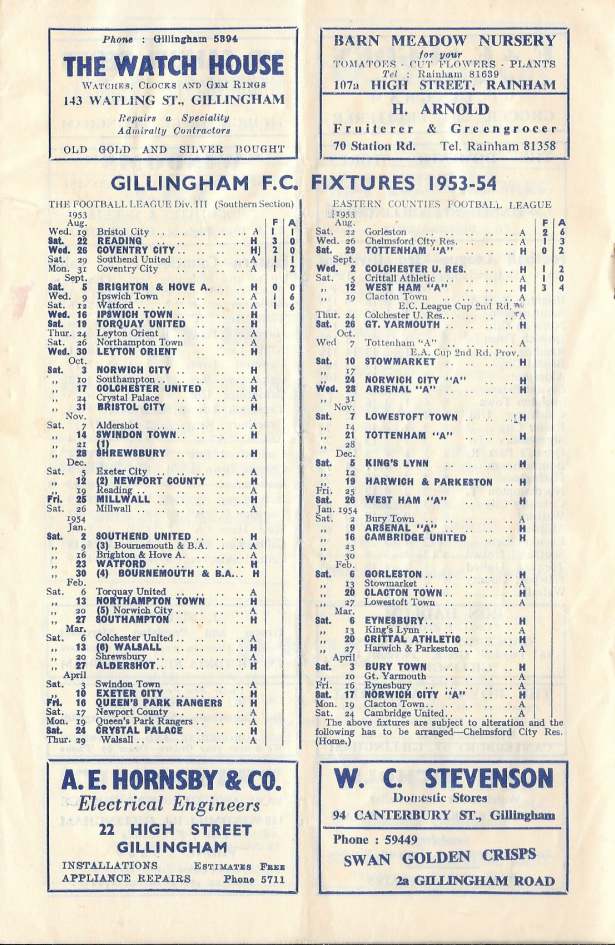 Phone : Gillingham 5894
THE WATCH HOUSE
WATCHES, CLOCKS AND GEM RINGS
143 WATLING ST., GILLINGHAM
Repairs a Speciality
Admiralty Contractors
OLD GOLD AND SILVER BOUGHT
BARN MEADOW NURSERY
for your
TOMATOES · CUT FLOWERS · PLANTS
Tel : Rainham 81639
107a HIGH STREET, RAINHAM
H. ARNOLD
Fruiterer & Greengrocer
70 Station Rd. Tel. Rainham 81358
GILLINGHAM F.C. FIXTURES 1953-54
THE FOOTBALL LEAGUE Div. III (Southern Section)
1953
Aug. F A
Wed. 19 Bristol City .. A 1 1
Sat. 22 READING .. H 3 0
Wed. 26 COVENTRY CITY .. H 2 0
Sat. 29 Southend United .. A 1 1
Mon. 31 Coventry City .. A 1 2
Sept.
Sat. 5 BRIGHTON & HOVE A. .. H 0 0
Wed. 9 Ipswich Town .. A 1 6
Sat. 12 Watford .. A 1 6
Wed. 16 IPSWICH TOWN .. H
Sat. 19 TORQUAY UNITED .. H
Thur. 24 Leyton Orient .. A
Sat. 26 Northampton Town .. A
Wed. 30 LEYTON ORIENT .. H
Oct.
Sat. 3 NORWICH CITY .. H
,, 10 Southampton .. A
,, 17 COLCHESTER UNITED .. H
,, 24 Crystal Palace .. A
,, 31 BRISTOL CITY .. H
Nov.
Sat. 7 Aldershot .. A
,, 14 SWINDON TOWN .. H
,, 21 (1)
,, 28 SHREWSBURY .. H
Dec.
Sat. 5 Exeter City .. A
,, 12 (2) NEWPORT COUNTY .. H
,, 19 Reading .. A
Fri. 25 MILLWALL .. H
Sat. 26 Millwall .. A
1954
Jan.
Sat. 2 SOUTHEND UNITED .. H
,, 9 (3) Bournemouth & B.A. .. A
,, 16 Brighton & Hove A. .. A
,, 23 WATFORD .. H
,, 30 (4) BOURNEMOUTH & B.A. .. H
Feb.
Sat. 6 Torquay United .. A
,, 13 NORTHAMPTON TOWN .. H
,, 20 (5) Norwich City .. A
,, 27 SOUTHAMPTON .. H
Mar.
Sat. 6 Colchester United .. A
,, 13 (6) WALSALL .. H
,, 20 Shrewsbury .. A
,, 27 ALDERSHOT .. H
April
Sat. 3 Swindon Town .. A
,, 10 EXETER CITY .. H
Fri. 16 QUEEN'S PARK RANGERS .. H
Sat. 17 Newport County .. A
Mon. 19 Queen's Park Rangers .. A
Sat. 24 CRYSTAL PALACE .. H
Thur. 29 Walsall .. A
EASTERN COUNTIES FOOTBALL LEAGUE
1953
Aug. F A
Sat. 22 Gorleston .. A 2 6
Wed. 26 Chelmsford City Res. .. A 1 3
Sat. 29 TOTTENHAM "A" .. H 0 2
Sept.
Wed. 2 COLCHESTER U. RES. .. H 1 2
Sat. 5 Crittall Athletic .. A 1 0
,, 12 WEST HAM "A" .. H 3 4
,, 19 Clacton Town .. A
E.C. League Cup 2nd Rd.
Thur. 24 Colchester U. Res. .. A
Sat. 26 GT. YARMOUTH .. H
Oct.
Wed 7 Tottenham "A" .. A
E.A. Cup 2nd Rd. Prov.
Sat. 10 STOWMARKET .. H
,, 17
,, 24 NORWICH CITY "A" .. H
Wed. 28 ARSENAL "A" .. H
,, 31
Nov.
Sat. 7 LOWESTOFT TOWN .. H
,, 14
,, 21 TOTTENHAM "A" .. H
,, 28
Dec.
Sat. 5 KING'S LYNN .. H
,, 12
,, 19 HARWICH & PARKESTON .. H
Fri. 25
Sat. 26 WEST HAM "A" .. H
Jan. 1954
Sat. 2 Bury Town .. A
,, 9 ARSENAL "A" .. H
,, 16 CAMBRIDGE UNITED .. H
,, 23
,, 30
Feb.
Sat. 6 GORLESTON .. H
,, 13 Stowmarket .. A
,, 20 CLACTON TOWN .. H
,, 27 Lowestoft Town .. A
Mar.
Sat. 6 EYNESBURY .. H
,, 13 King's Lynn .. A
,, 20 CRITTAL ATHLETIC .. H
,, 27 Harwich & Parkeston .. A
April
Sat. 3 BURY TOWN .. H
,, 10 Gt. Yarmouth .. A
Fri. 16 Eynesbury .. A
Sat. 17 NORWICH CITY "A" .. H
Mon. 19 Clacton Town .. A
Sat. 24 Cambridge United .. A
The above fixtures are subject to alteration and the
following has to be arranged—Chelmsford City Res.
(Home.)
A. E. HORNSBY & CO.
Electrical Engineers
22 HIGH STREET
GILLINGHAM
INSTALLATIONS ESTIMATES FREE
APPLIANCE REPAIRS Phone 5711
W. C. STEVENSON
Domestic Stores
94 CANTERBURY ST., Gillingham
Phone : 59449
SWAN GOLDEN CRISPS
2a GILLINGHAM ROAD